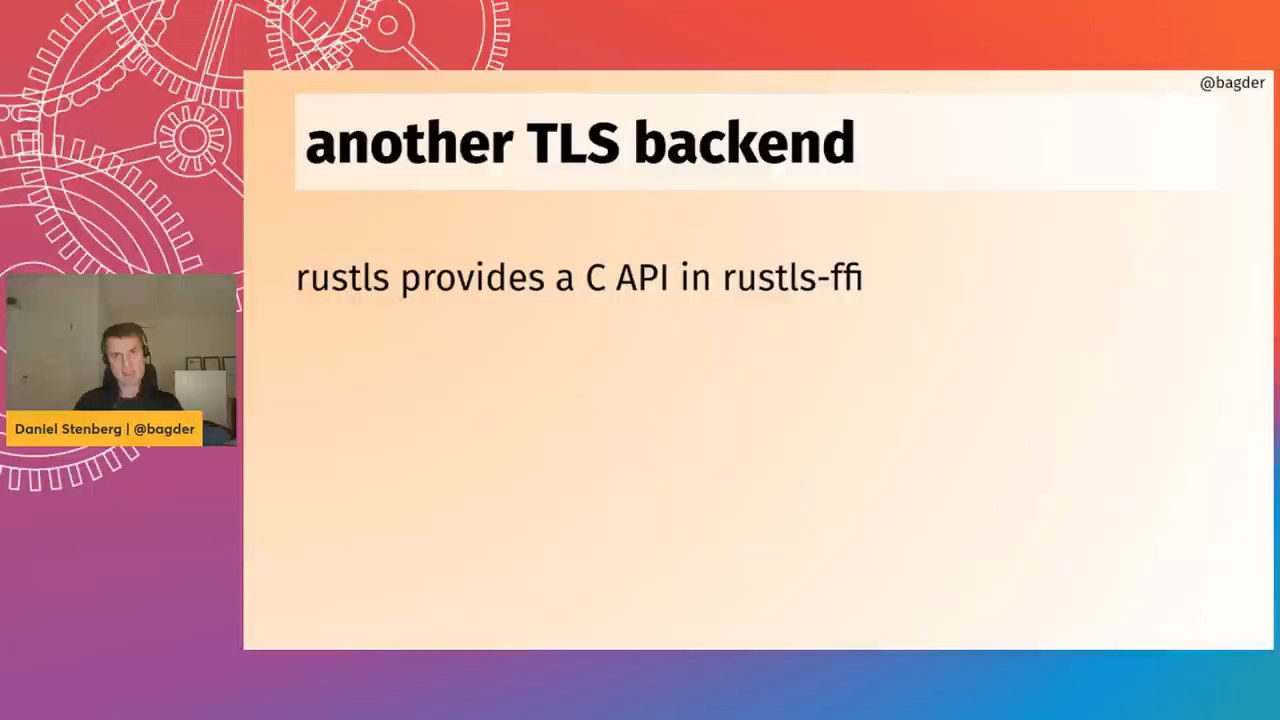 @bagder
another TLS backend
rustls provides a C API in rustls-ffi
Daniel Stenberg | @bagder